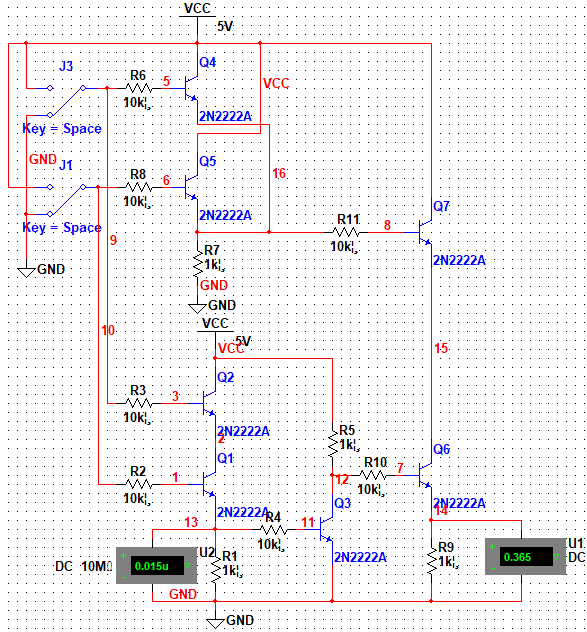 VCC
5V
J3
R6
5
10kΩ
Q4
2N2222A
VCC
Key = Space
GND
J1
R8
6
10kΩ
Q5
2N2222A
16
Key = Space
9
R7
1kΩ
GND
GND
GND
R11
8
10kΩ
Q7
2N2222A
VCC
5V
VCC
10
15
R3
3
10kΩ
Q2
2N2222A
2
R5
1kΩ
R2
1
10kΩ
Q1
2N2222A
12
R10
7
10kΩ
Q6
2N2222A
14
13
R4
11
10kΩ
Q3
2N2222A
DC 10MΩ
0.015u
V
U2
R1
1kΩ
R9
1kΩ
0.365
V
U1
DC
GND
GND